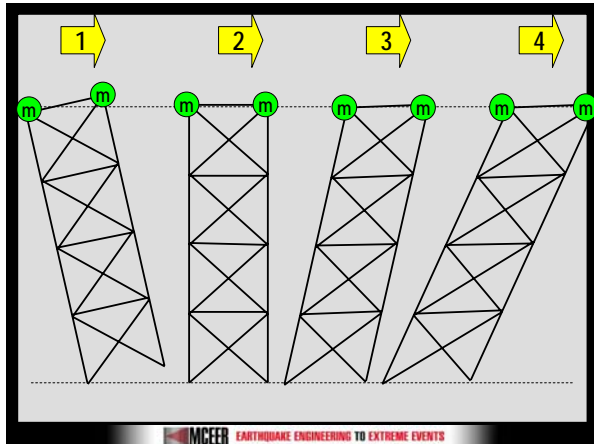 1 2 3 4
m m m m m m m m
MCEER EARTHQUAKE ENGINEERING TO EXTREME EVENTS